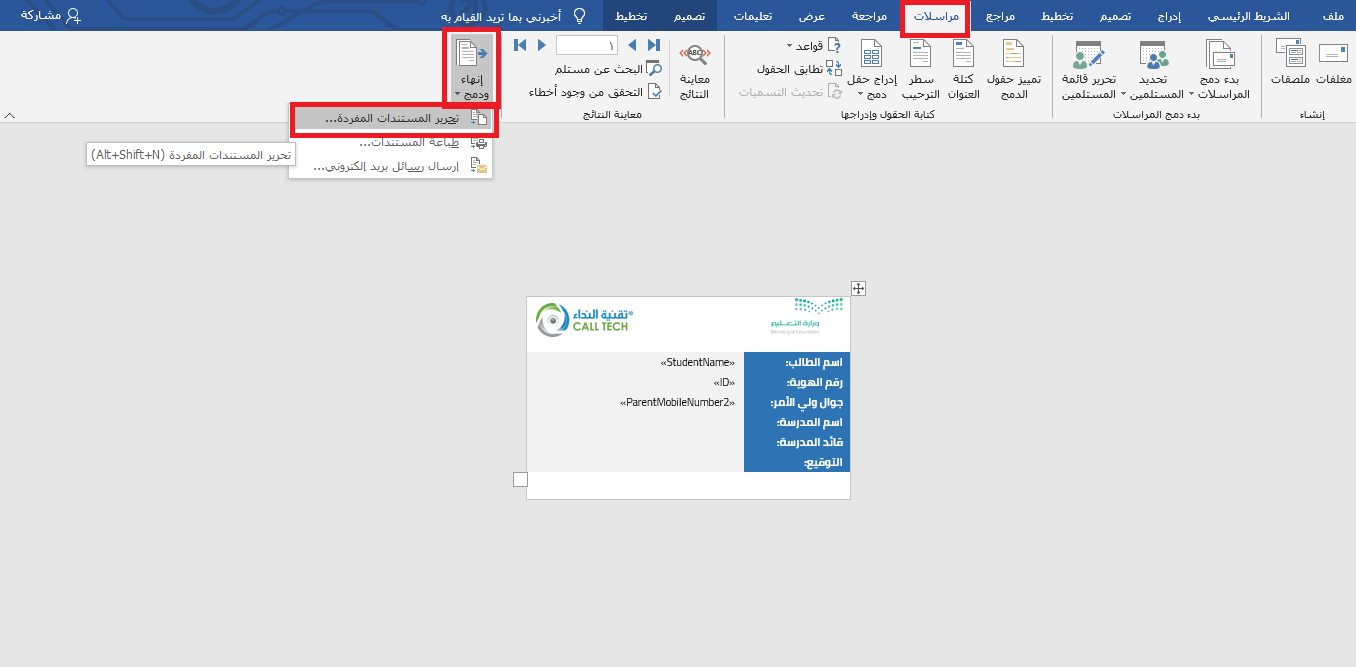 ملف
الشريط الرئيسي
إدراج
تصميم
تخطيط
مراجع
مراسلات
مراجعة
عرض
تعليمات
تصميم
تخطيط
أخبرني بما تريد القيام به
مشاركة
مغلفات
ملصقات
إنشاء
بدء دمج المراسلات
تحديد المستلمين
تحرير قائمة المستلمين
بدء دمج المراسلات
تمييز حقول الدمج
كتلة العنوان
سطر الترحيب
إدراج حقل دمج
قواعد
تطابق الحقول
تحديث التسميات
كتابة الحقول وإدراجها
«ABC»
معاينة النتائج
١
البحث عن مستلم
التحقق من وجود أخطاء
معاينة النتائج
إنهاء ودمج
تحرير المستندات المفردة...
طباعة المستندات...
إرسال رسائل بريد إلكتروني...
تحرير المستندات المفردة (Alt+Shift+N)
وزارة التعليم
Ministry of Education
تقنية النداء®
CALL TECH
اسم الطالب: «StudentName»
رقم الهوية: «ID»
جوال ولي الأمر: «ParentMobileNumber2»
اسم المدرسة:
قائد المدرسة:
التوقيع: